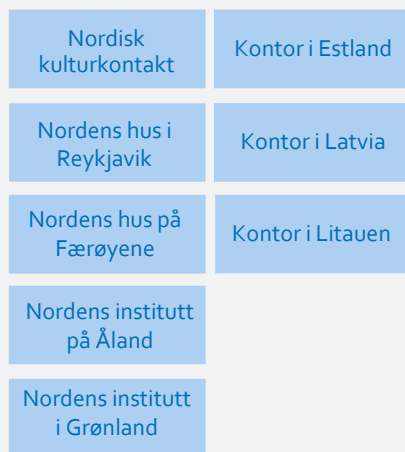 Nordisk
kulturkontakt
Kontor i Estland
Nordens hus i
Reykjavik
Kontor i Latvia
Nordens hus på
Færøyene
Kontor i Litauen
Nordens institutt
på Åland
Nordens institutt
i Grønland